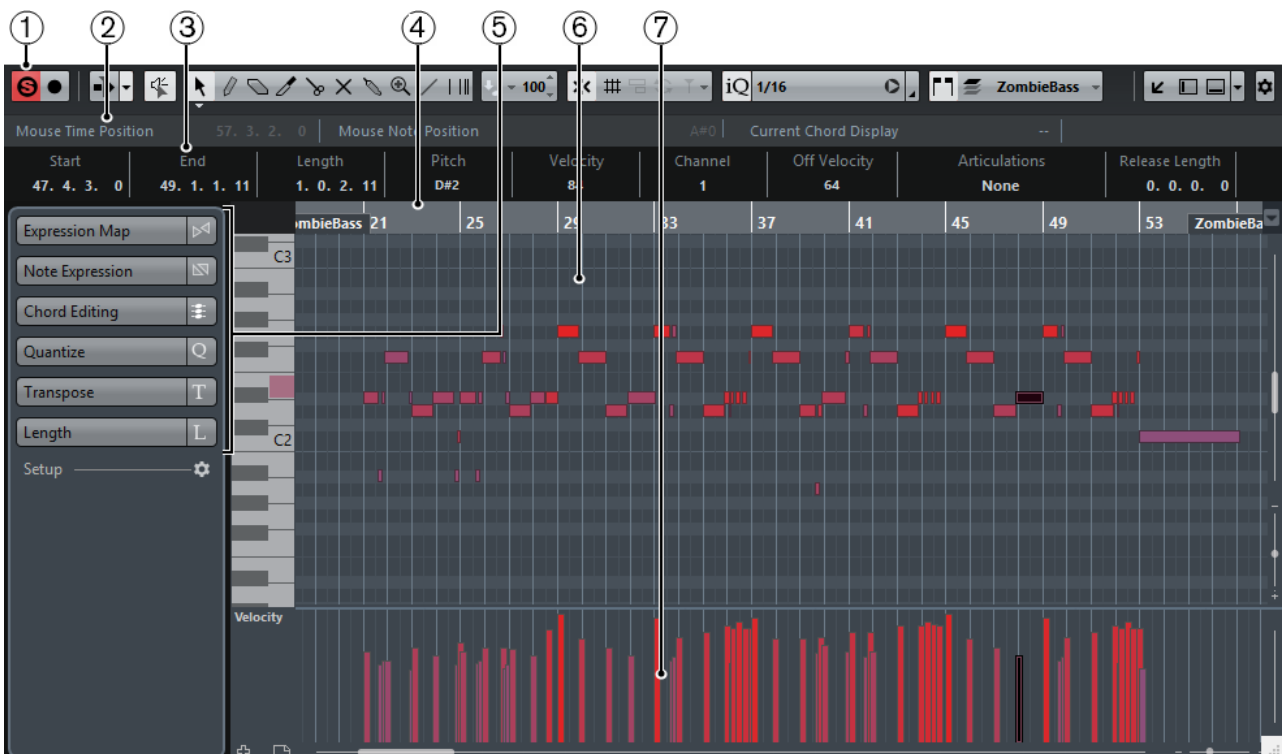 1 2 3 4 5 6 7
S 100 iQ 1/16 ZombieBass
Mouse Time Position 57. 3. 2. 0 Mouse Note Position A#0 Current Chord Display --
Start End Length Pitch Velocity Channel Off Velocity Articulations Release Length
47. 4. 3. 0 49. 1. 1. 11 1. 0. 2. 11 D#2 84 1 64 None 0. 0. 0. 0
ombieBass 21 25 29 33 37 41 45 49 53 ZombieBa
Expression Map
C3
Note Expression
Chord Editing
Quantize Q
Transpose T
Length L
C2
Setup
Velocity